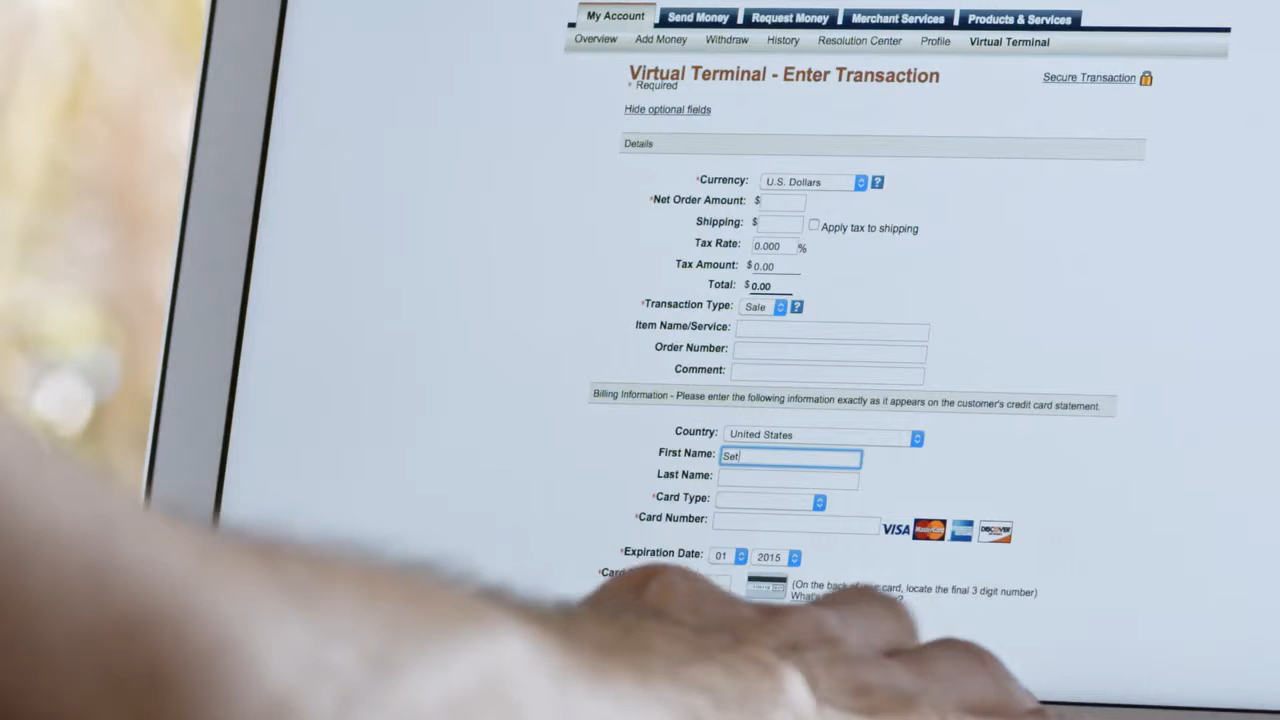 My Account Send Money Request Money Merchant Services Products & Services
Overview Add Money Withdraw History Resolution Center Profile Virtual Terminal
Virtual Terminal - Enter Transaction Secure Transaction
* Required
Hide optional fields
Details
*Currency: U.S. Dollars ?
*Net Order Amount: $
Shipping: $ Apply tax to shipping
Tax Rate: 0.000 %
Tax Amount: $0.00
Total: $0.00
*Transaction Type: Sale ?
Item Name/Service:
Order Number:
Comment:
Billing Information - Please enter the following information exactly as it appears on the customer's credit card statement.
Country: United States
First Name: Set
Last Name:
*Card Type:
*Card Number: VISA MasterCard DISCOVER
*Expiration Date: 01 2015
(On the back of your card, locate the final 3 digit number)
What's